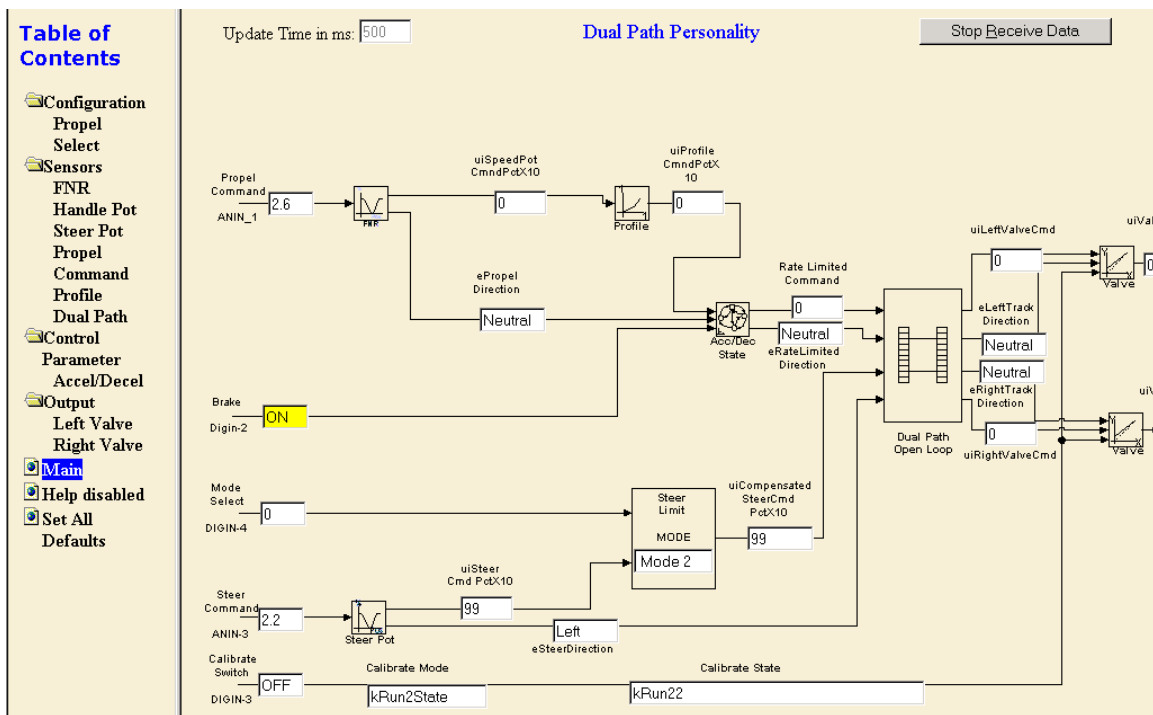 Table of
Contents
Configuration
Propel
Select
Sensors
FNR
Handle Pot
Steer Pot
Propel
Command
Profile
Dual Path
Control
Parameter
Accel/Decel
Output
Left Valve
Right Valve
Main
Help disabled
Set All
Defaults
Update Time in ms: 500
Dual Path Personality
Stop Receive Data
Propel
Command
2.6
ANIN_1
FNR
uiSpeedPot
CmndPctX10
0
Profile
uiProfile
CmndPctX
10
0
ePropel
Direction
Neutral
Acc/Dec
State
Rate Limited
Command
0
Neutral
eRateLimited
Direction
Brake
ON
Digin-2
Dual Path
Open Loop
uiLeftValveCmd
0
eLeftTrack
Direction
Neutral
Neutral
eRightTrack
Direction
0
uiRightValveCmd
Y
X
Valve
uiVa
0
Y
X
Valve
uiV
Mode
Select
0
DIGIN-4
Steer
Limit
MODE
Mode 2
uiCompensated
SteerCmd
PctX10
99
Steer
Command
2.2
ANIN-3
Steer Pot
uiSteer
Cmd PctX10
99
Left
eSteerDirection
Calibrate
Switch
OFF
DIGIN-3
Calibrate Mode
kRun2State
Calibrate State
kRun22